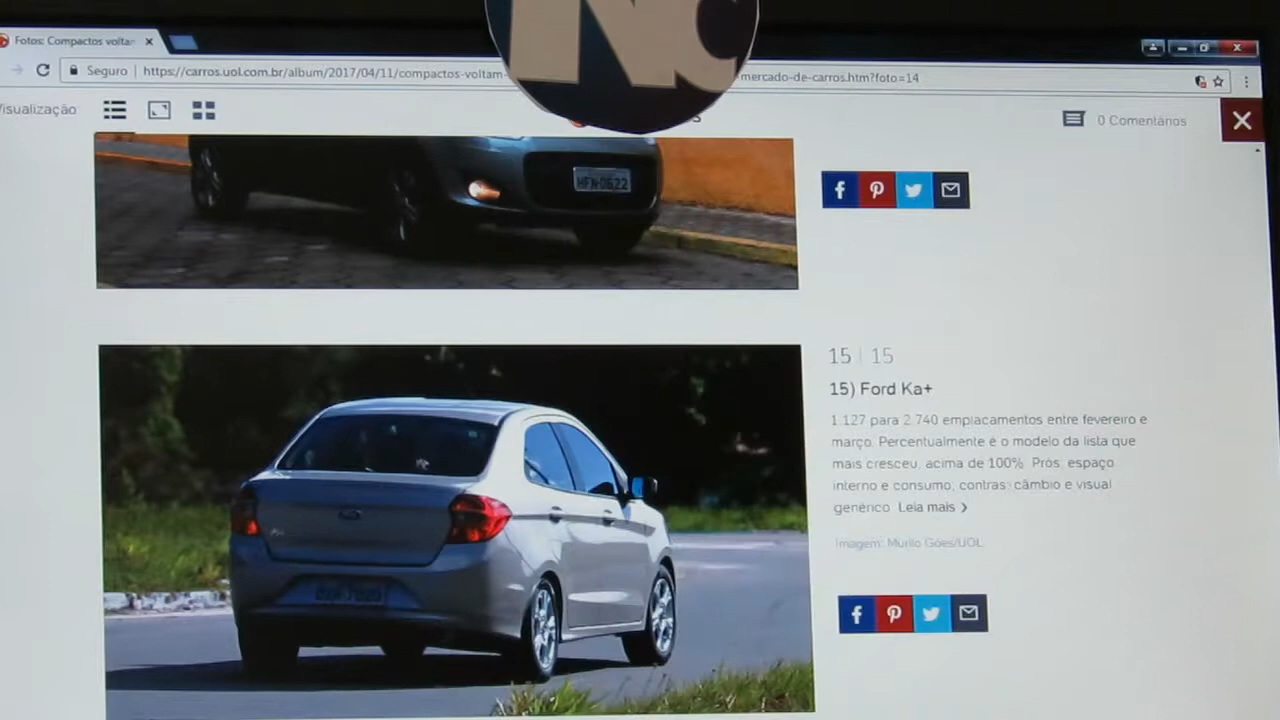 Fotos: Compactos voltam
Seguro | https://carros.uol.com.br/album/2017/04/11/compactos-voltam-
mercado-de-carros.htm?foto=14
Visualização
0 Comentários
NC
HFN-0622
15 | 15
15) Ford Ka+
1.127 para 2.740 emplacamentos entre fevereiro e
março. Percentualmente é o modelo da lista que
mais cresceu, acima de 100%. Prós: espaço
interno e consumo; contras: câmbio e visual
genérico. Leia mais
Imagem: Murilo Góes/UOL